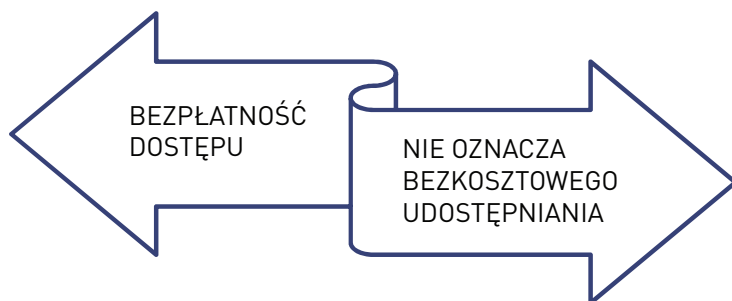 BEZPŁATNOŚĆ
DOSTĘPU
NIE OZNACZA
BEZKOSZTOWEGO
UDOSTĘPNIANIA